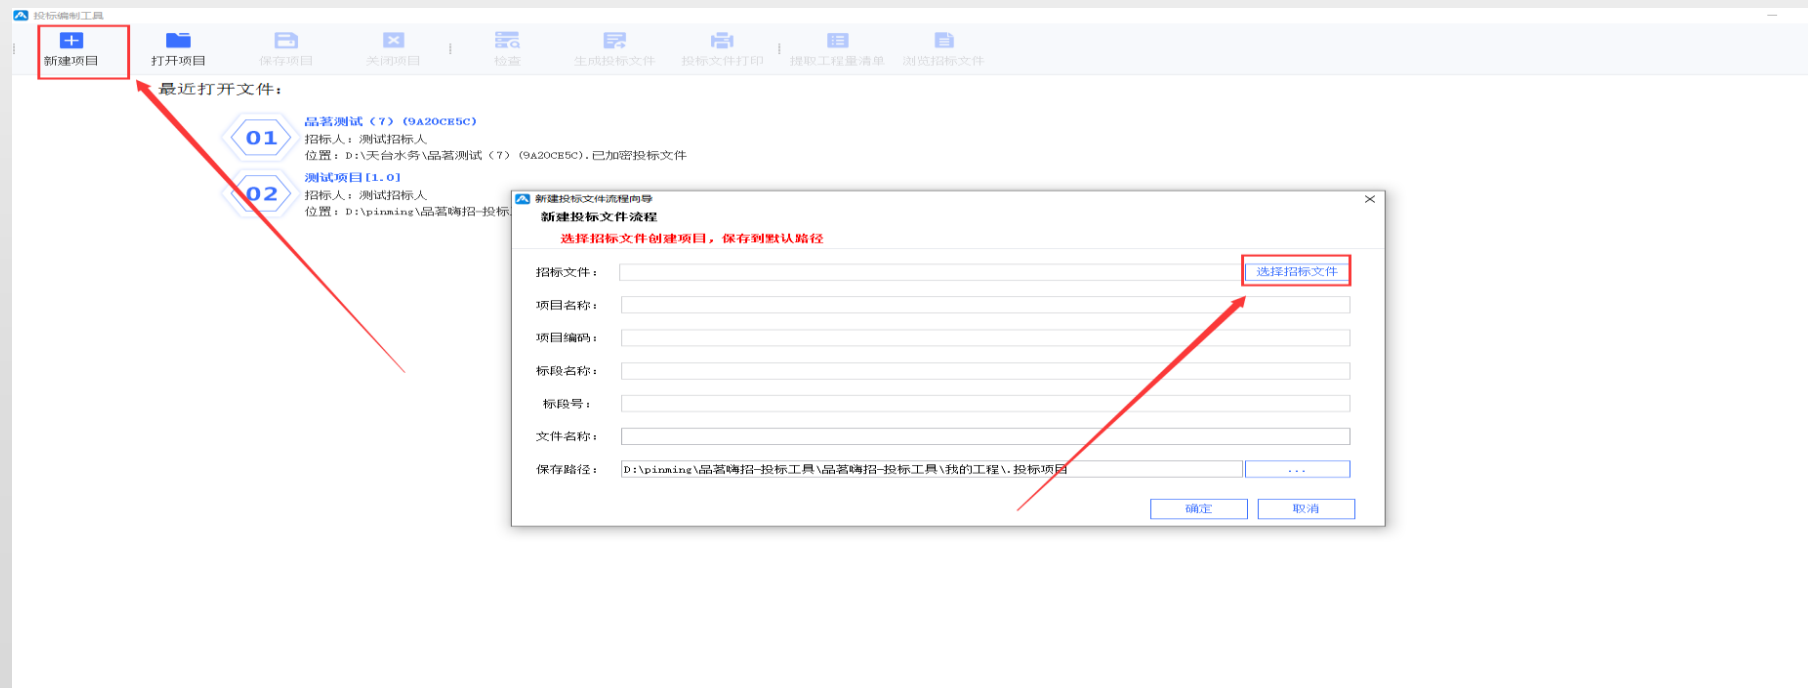 投标编制工具
新建项目 打开项目 保存项目 关闭项目 检查 生成投标文件 投标文件打印 提取工程量清单 浏览招标文件
最近打开文件：
01
品茗测试（7）(9A20CE5C)
招标人：测试招标人
位置：D:\天台水务\品茗测试（7）(9A20CE5C).已加密投标文件
02
测试项目[1.0]
招标人：测试招标人
位置：D:\pinming\品茗嗨招-投标
新建投标文件流程向导
新建投标文件流程
选择招标文件创建项目，保存到默认路径
招标文件： 选择招标文件
项目名称：
项目编码：
标段名称：
标段号：
文件名称：
保存路径： D:\pinming\品茗嗨招-投标工具\品茗嗨招-投标工具\我的工程\.投标项目 ...
确定 取消